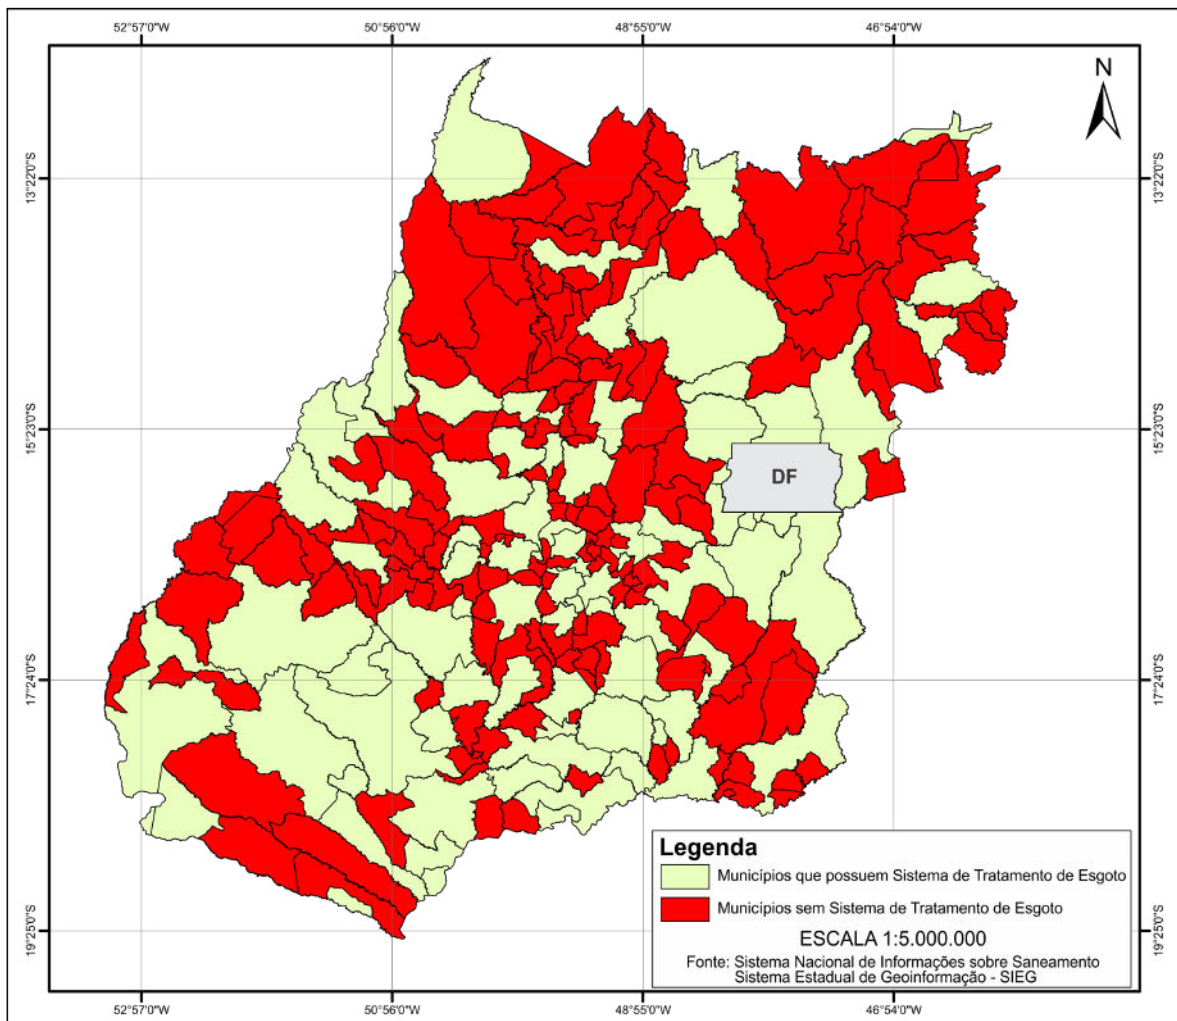 52°57'0"W 50°56'0"W 48°55'0"W 46°54'0"W
N
13°22'0"S 13°22'0"S
15°23'0"S 15°23'0"S
DF
17°24'0"S 17°24'0"S
Legenda
Municípios que possuem Sistema de Tratamento de Esgoto
Municípios sem Sistema de Tratamento de Esgoto
ESCALA 1:5.000.000
Fonte: Sistema Nacional de Informações sobre Saneamento
Sistema Estadual de Geoinformação - SIEG
19°25'0"S 19°25'0"S
52°57'0"W 50°56'0"W 48°55'0"W 46°54'0"W